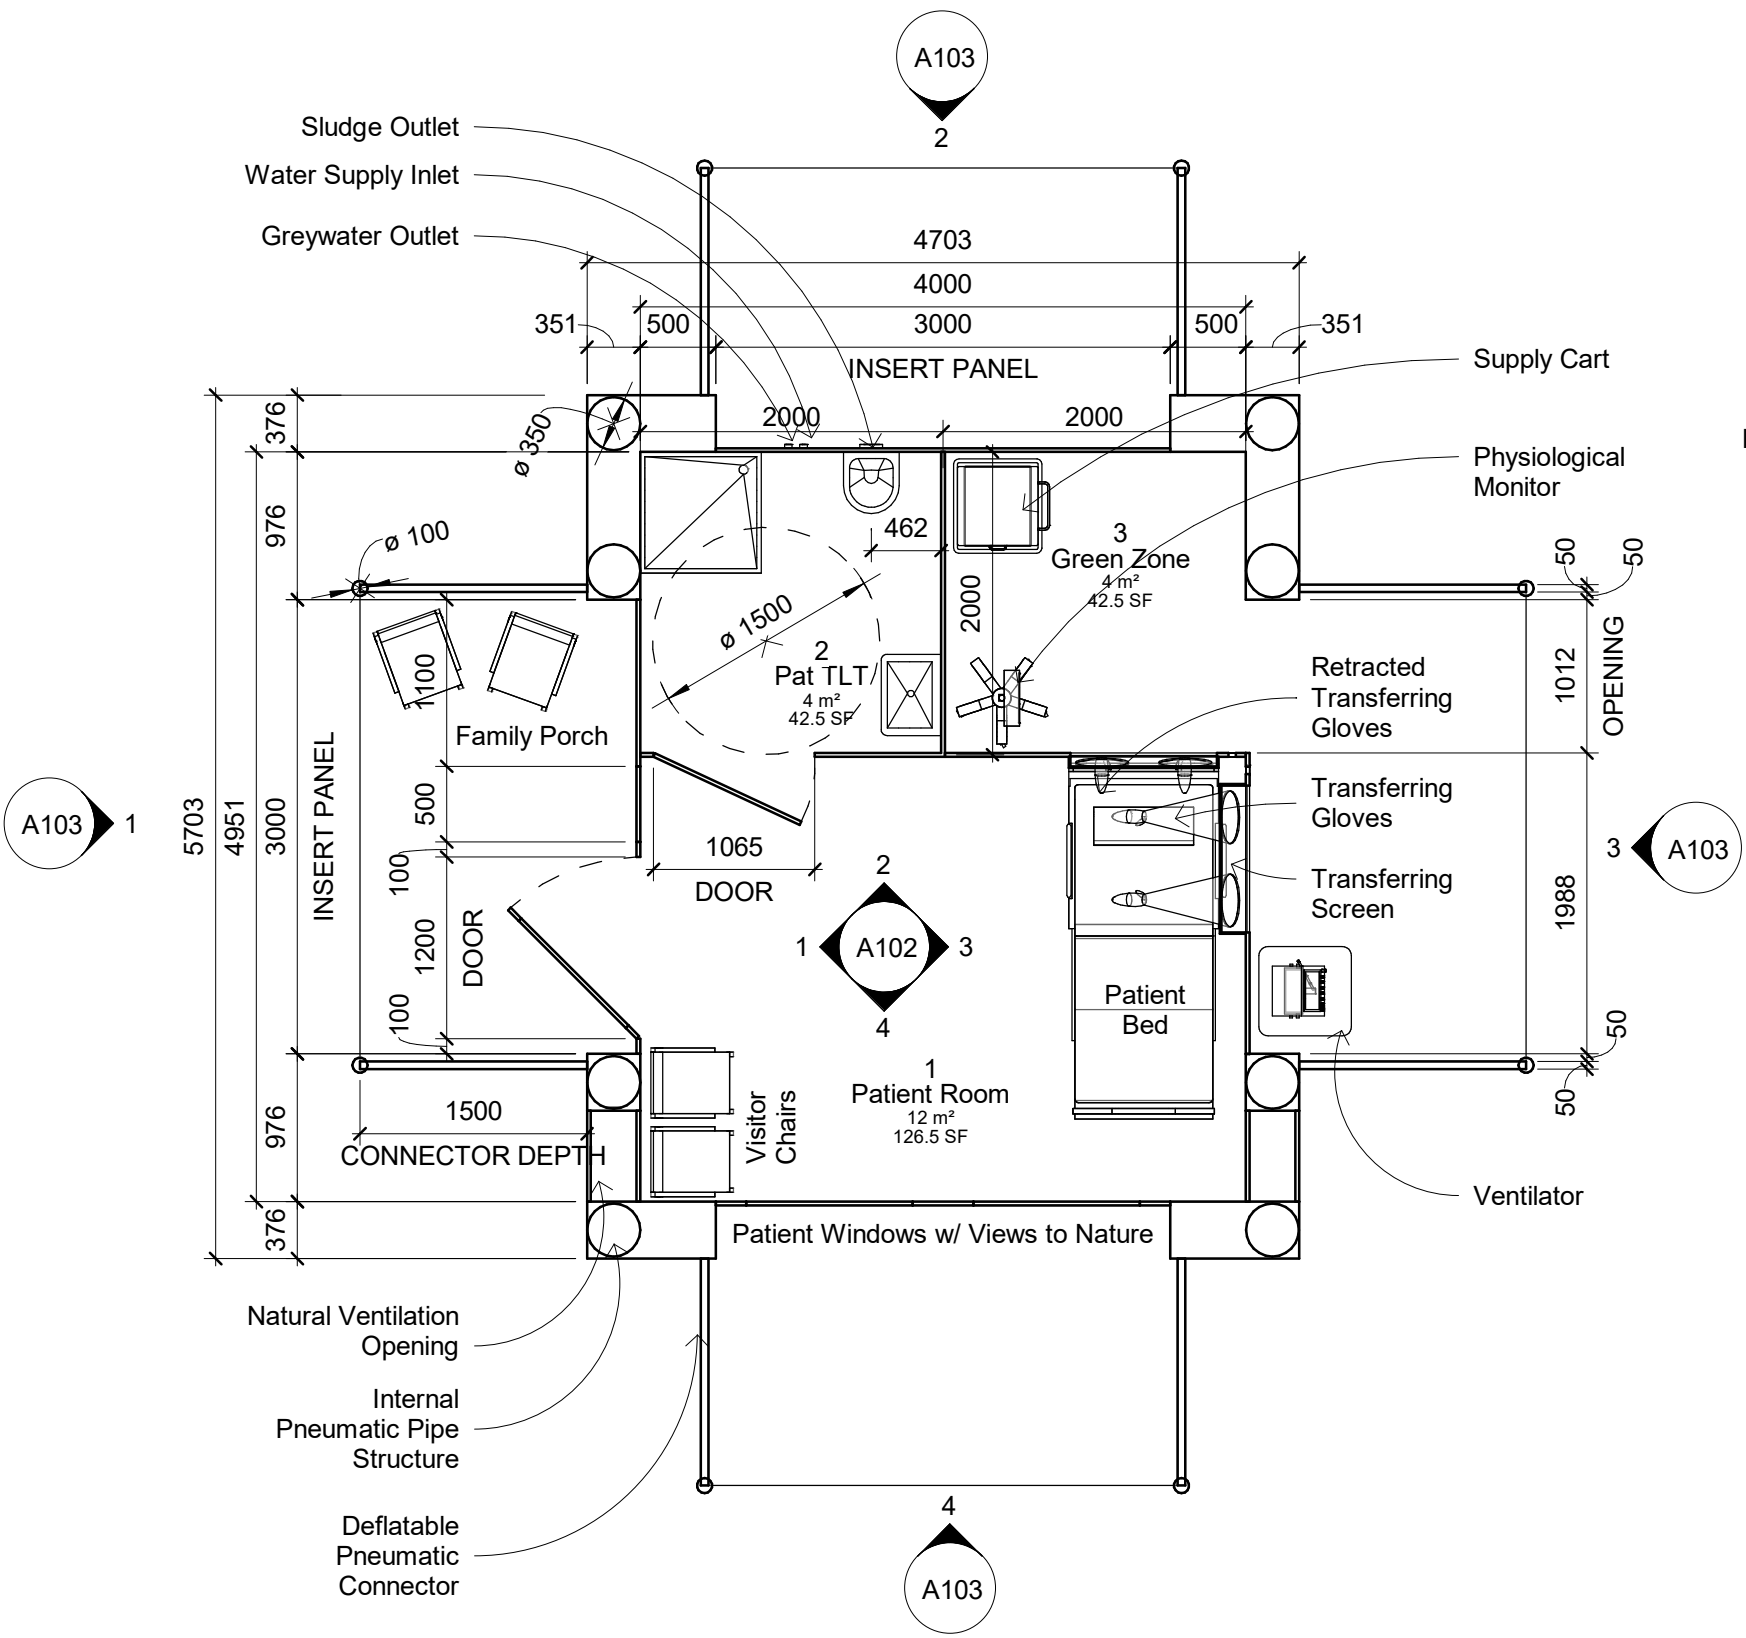 A103
2
Sludge Outlet
Water Supply Inlet
Greywater Outlet
4703
4000
351
500
3000
500
351
INSERT PANEL
Supply Cart
2000
2000
376
ø 350
Physiological
Monitor
976
ø 100
462
3
Green Zone
4 m²
42.5 SF
2000
50
50
ø 1500
2
Pat TLT
4 m²
42.5 SF
1100
Family Porch
Retracted
Transferring
Gloves
1012
OPENING
INSERT PANEL
A103
1
5703
4951
3000
500
100
1065
DOOR
Transferring
Gloves
Transferring
Screen
3
A103
1988
1200
DOOR
100
2
1
A102
3
4
Patient
Bed
50
50
1
Patient Room
12 m²
126.5 SF
Visitor
Chairs
976
1500
CONNECTOR DEPTH
Ventilator
376
Patient Windows w/ Views to Nature
Natural Ventilation
Opening
Internal
Pneumatic Pipe
Structure
Deflatable
Pneumatic
Connector
4
A103